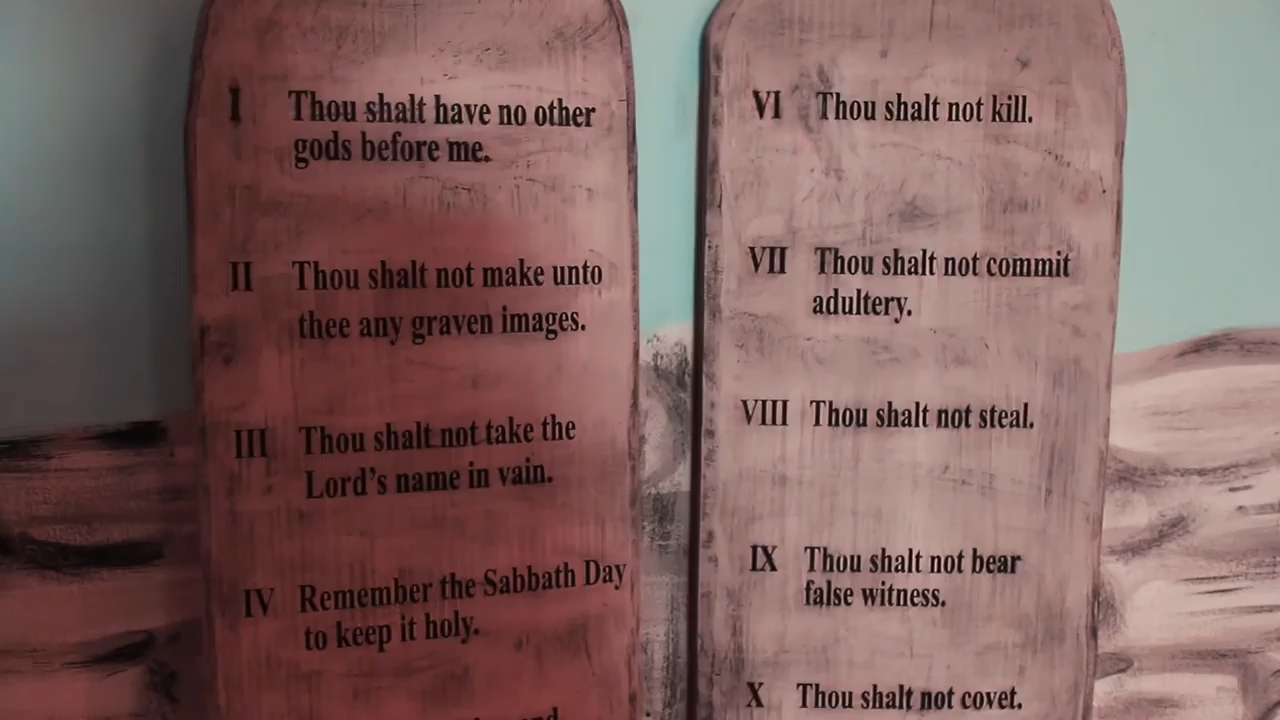 I Thou shalt have no other
gods before me.
II Thou shalt not make unto
thee any graven images.
III Thou shalt not take the
Lord's name in vain.
IV Remember the Sabbath Day
to keep it holy.
and
VI Thou shalt not kill.
VII Thou shalt not commit
adultery.
VIII Thou shalt not steal.
IX Thou shalt not bear
false witness.
X Thou shalt not covet.